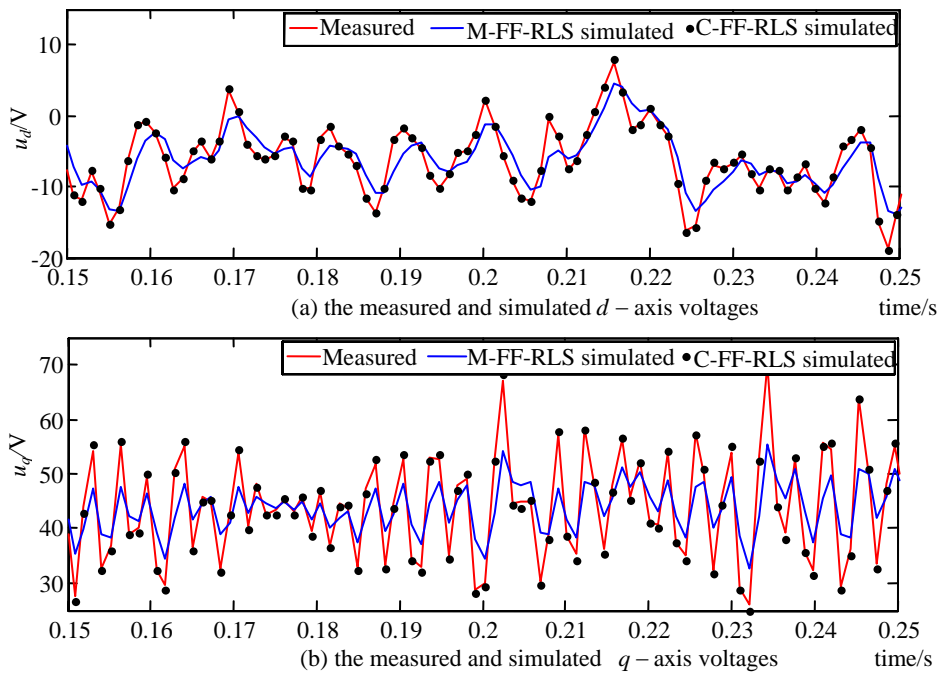 Measured M-FF-RLS simulated C-FF-RLS simulated
u_d/V
10
0
-10
-20
0.15 0.16 0.17 0.18 0.19 0.2 0.21 0.22 0.23 0.24 0.25
(a) the measured and simulated d – axis voltages time/s
Measured M-FF-RLS simulated C-FF-RLS simulated
u_q/V
70
60
50
40
30
0.15 0.16 0.17 0.18 0.19 0.2 0.21 0.22 0.23 0.24 0.25
(b) the measured and simulated q – axis voltages time/s